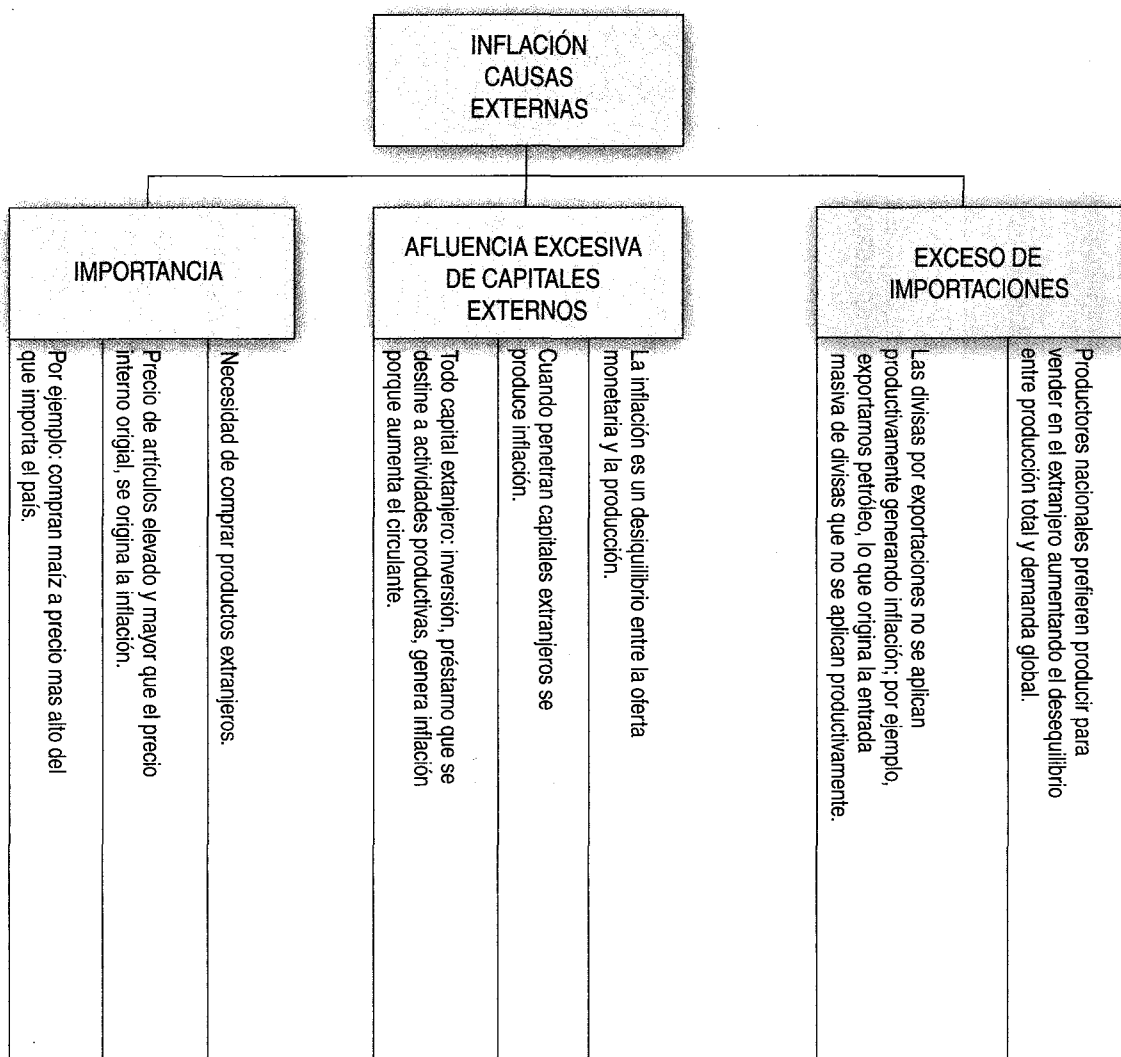 INFLACIÓN
CAUSAS
EXTERNAS
IMPORTANCIA
Necesidad de comprar productos extranjeros.
Precio de artículos elevado y mayor que el precio
interno origial, se origina la inflación.
Por ejemplo: compran maíz a precio mas alto del
que importa el país.
AFLUENCIA EXCESIVA
DE CAPITALES
EXTERNOS
La inflación es un desiquilibrio entre la oferta
monetaria y la producción.
Cuando penetran capitales extranjeros se
produce inflación.
Todo capital extanjero: inversión, préstamo que se
destine a actividades productivas, genera inflación
porque aumenta el circulante.
EXCESO DE
IMPORTACIONES
Productores nacionales prefieren producir para
vender en el extranjero aumentando el desequilibrio
entre producción total y demanda global.
Las divisas por exportaciones no se aplican
productivamente generando inflación; por ejemplo,
exportamos petróleo, lo que origina la entrada
masiva de divisas que no se aplican productivamente.